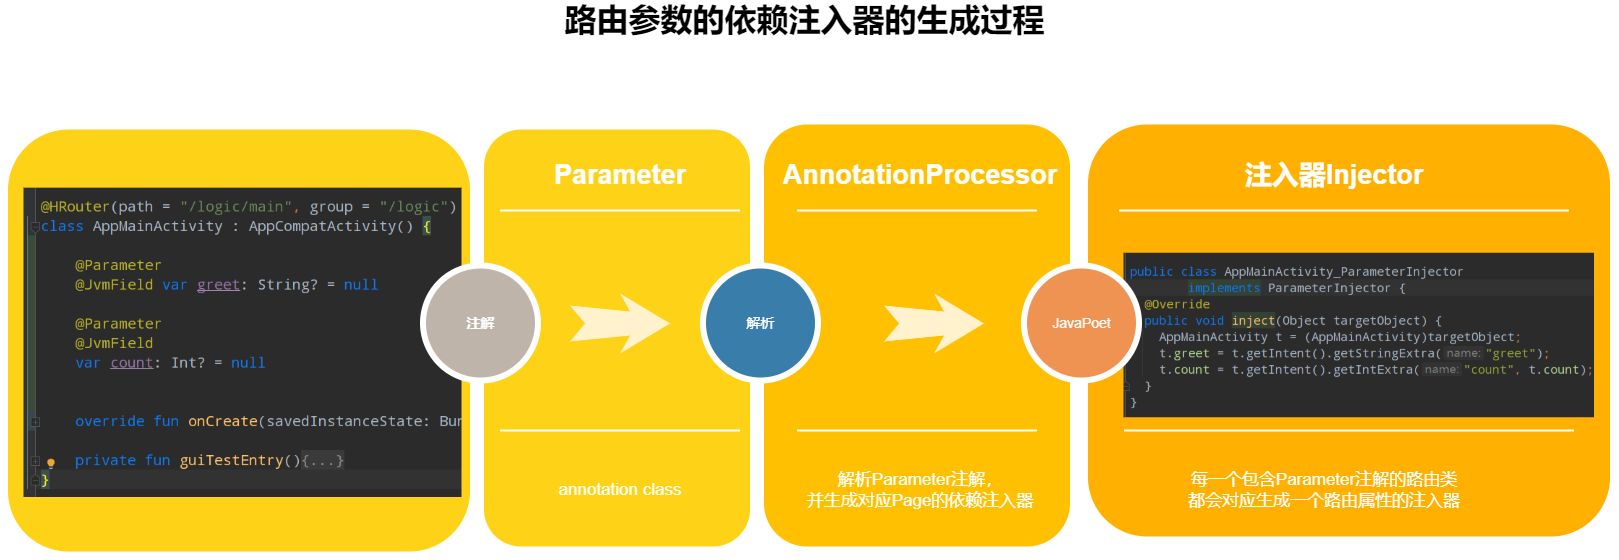 路由参数的依赖注入器的生成过程
@HRouter(path = "/logic/main", group = "/logic")
class AppMainActivity : AppCompatActivity() {
@Parameter
@JvmField var greet: String? = null
@Parameter
@JvmField
var count: Int? = null
override fun onCreate(savedInstanceState: Bun
private fun guiTestEntry(){...}
}
注解
Parameter
annotation class
解析
AnnotationProcessor
解析Parameter注解，
并生成对应Page的依赖注入器
JavaPoet
注入器Injector
public class AppMainActivity_ParameterInjector
implements ParameterInjector {
@Override
public void inject(Object targetObject) {
AppMainActivity t = (AppMainActivity)targetObject;
t.greet = t.getIntent().getStringExtra( name: "greet");
t.count = t.getIntent().getIntExtra( name: "count", t.count);
}
}
每一个包含Parameter注解的路由类
都会对应生成一个路由属性的注入器